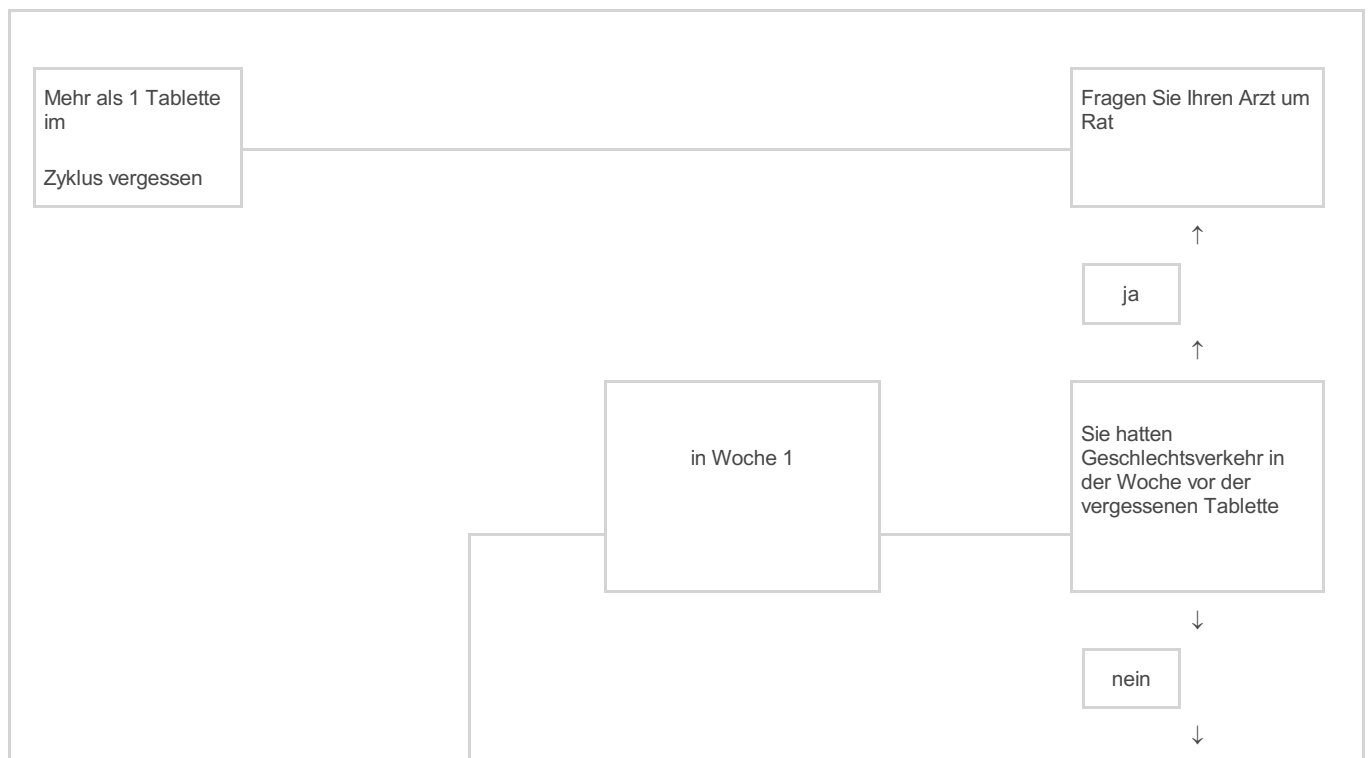 Mehr als 1 Tablette
im
Zyklus vergessen
Fragen Sie Ihren Arzt um
Rat
↑
ja
↑
in Woche 1
Sie hatten
Geschlechtsverkehr in
der Woche vor der
vergessenen Tablette
↓
nein
↓